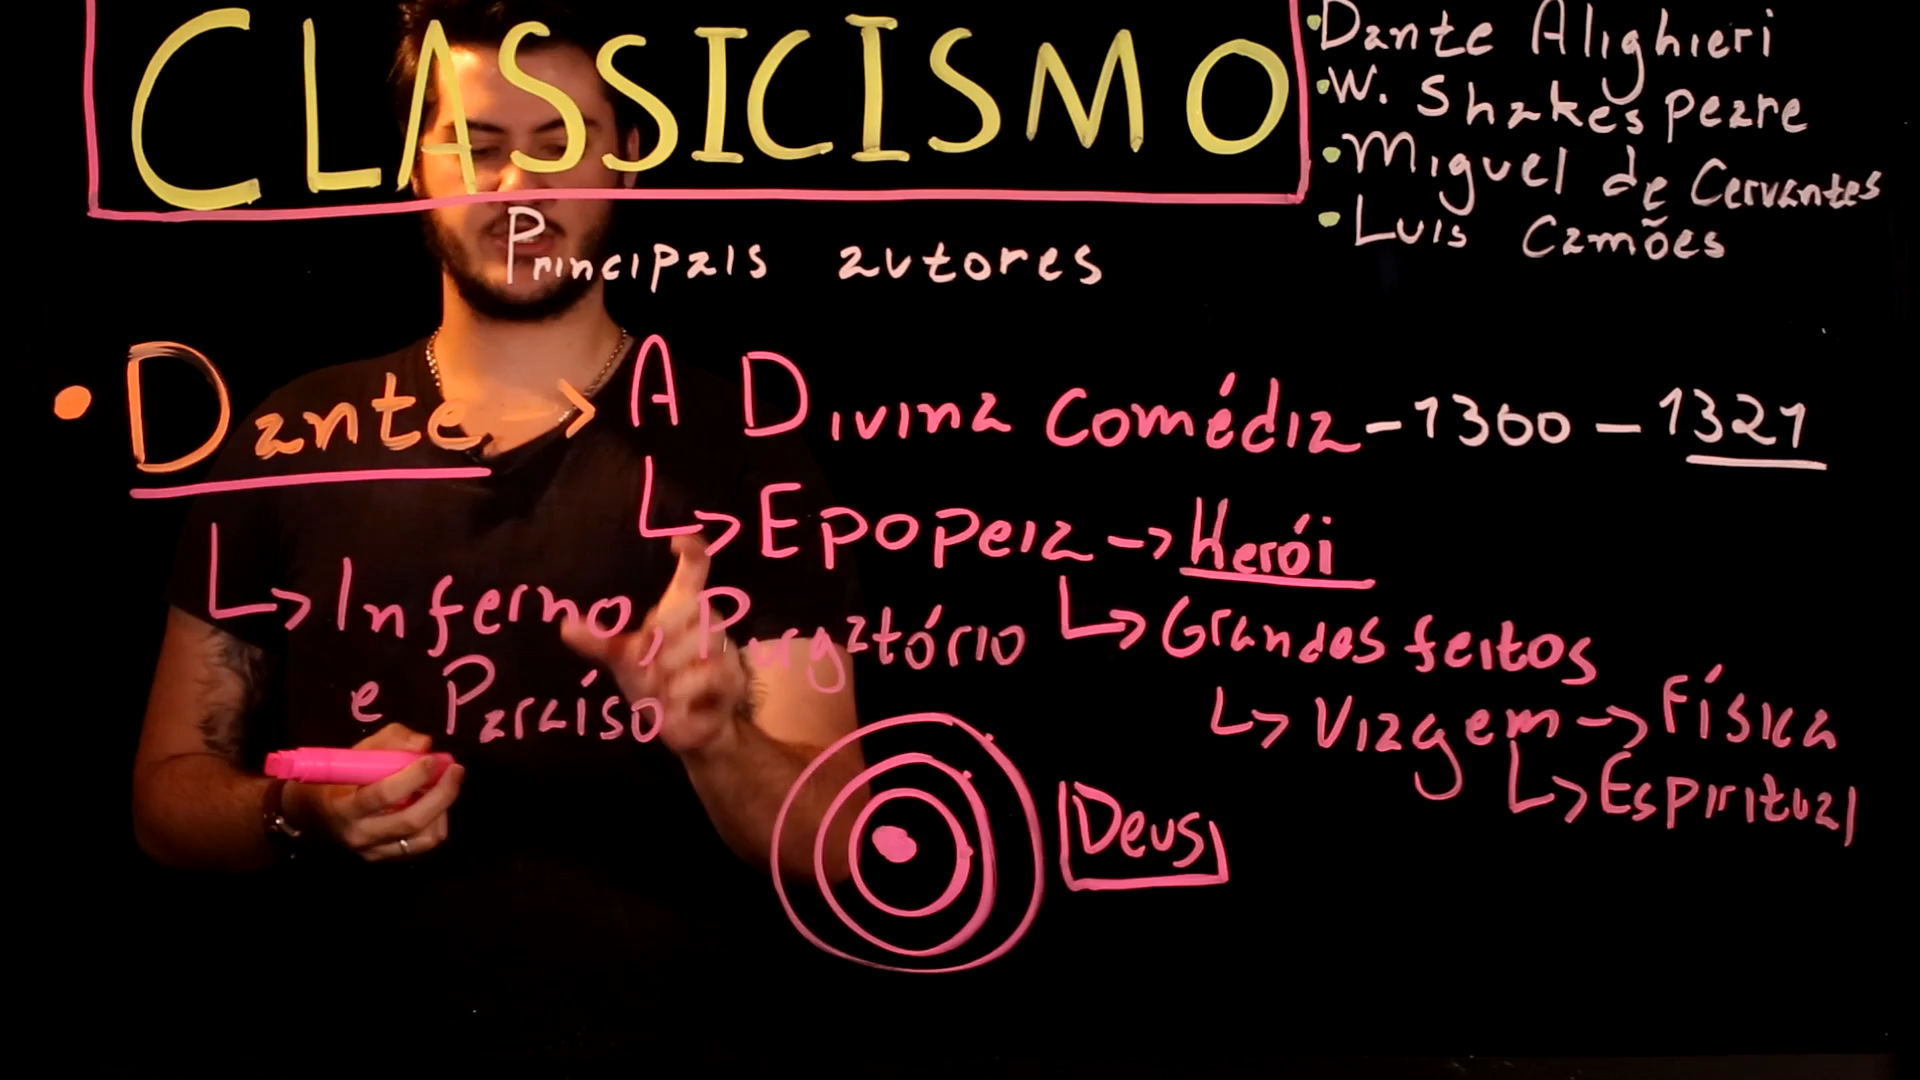 CLASSICISMO
• Dante Alighieri
• W. Shakespeare
• Miguel de Cervantes
• Luis Camões
Principais autores
• Dante -> A Divina Comédia - 1300 - 1321
↳ Epopeia -> Herói
↳ Inferno, Purgatório
e Paraíso
↳ Grandes feitos
↳ Viagem -> Física
↳ Espiritual
Deus